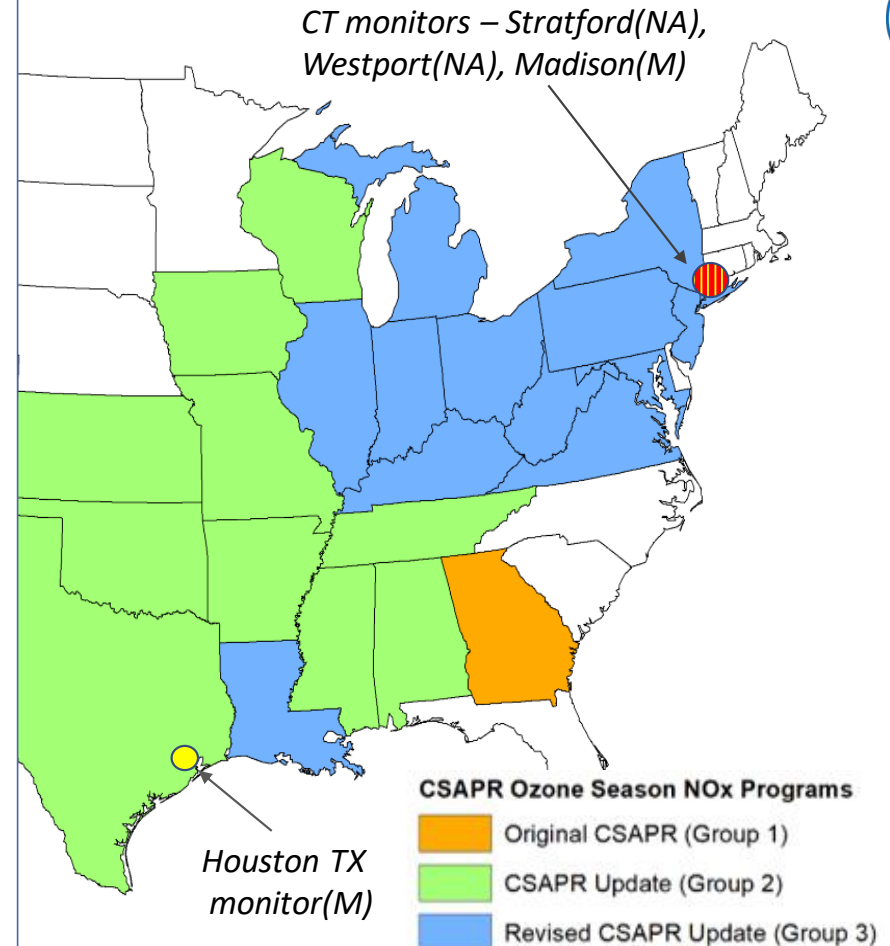 CT monitors – Stratford(NA),
Westport(NA), Madison(M)
Houston TX
monitor(M)
CSAPR Ozone Season NOx Programs
Original CSAPR (Group 1)
CSAPR Update (Group 2)
Revised CSAPR Update (Group 3)